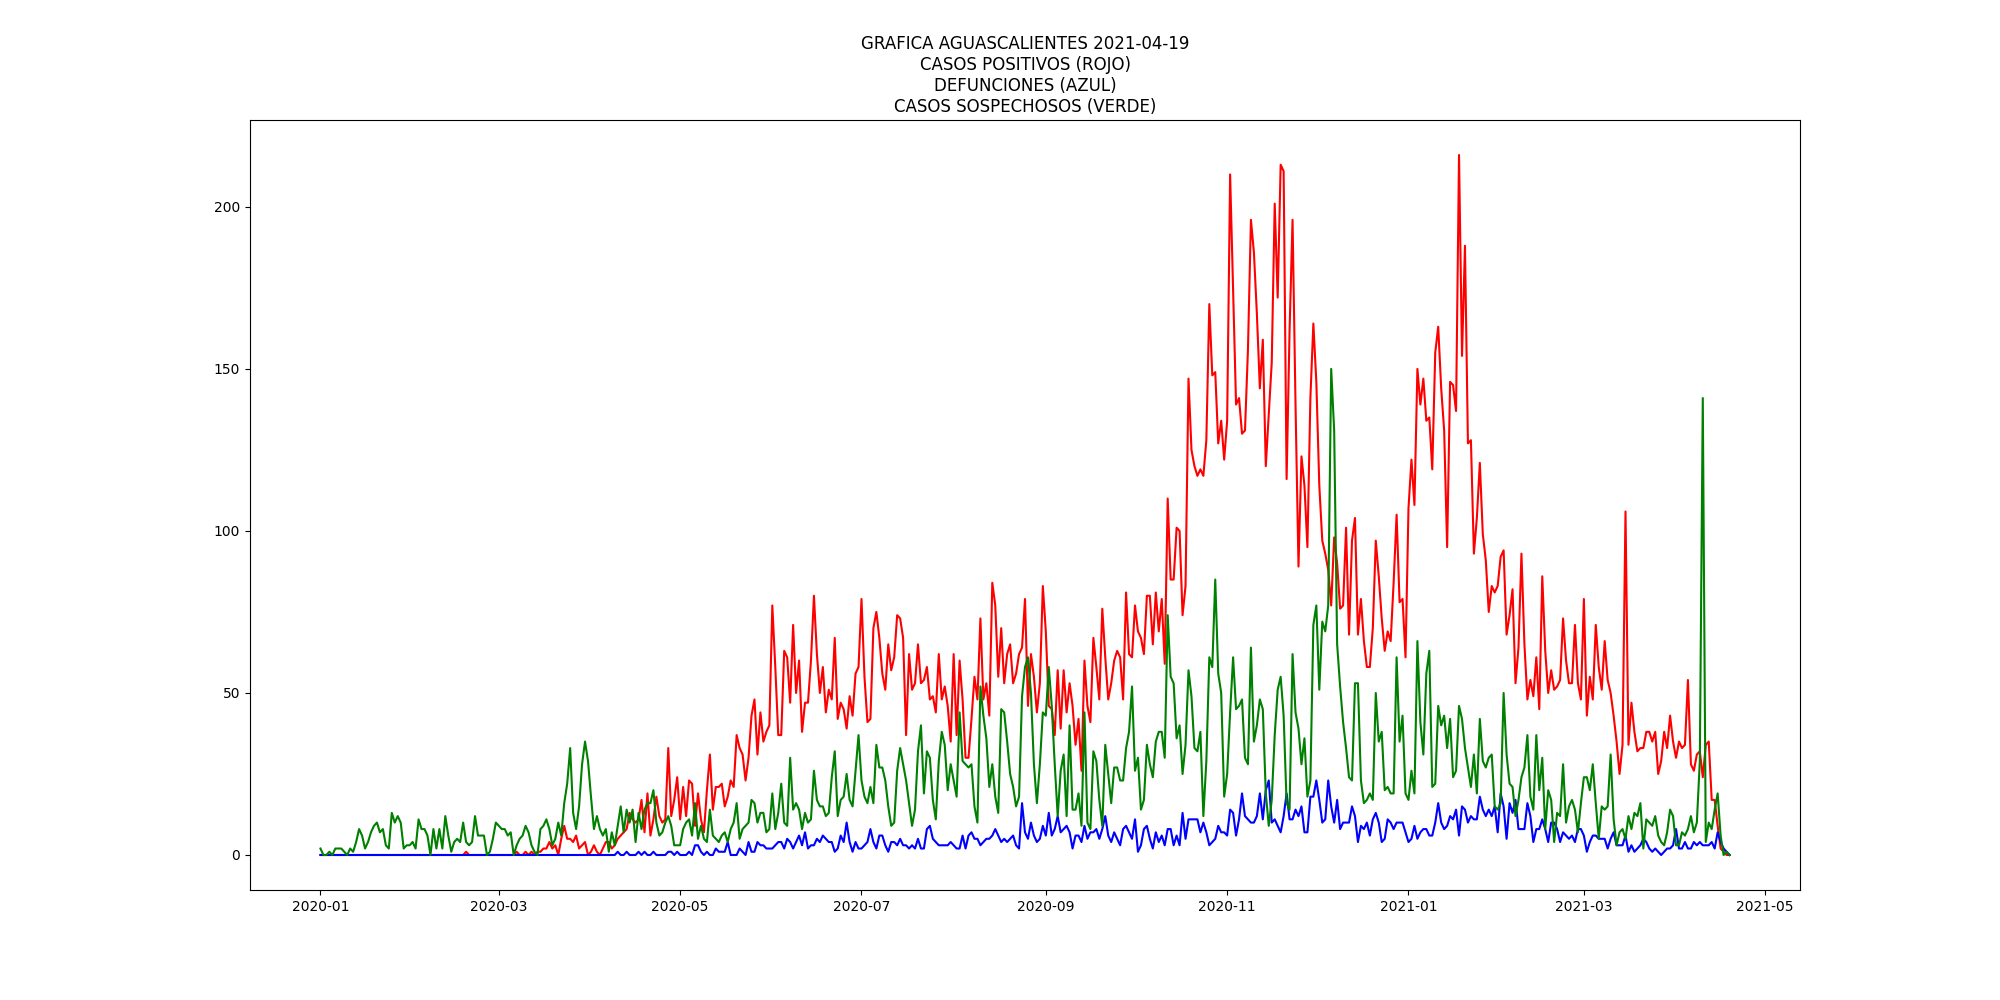 GRAFICA AGUASCALIENTES 2021-04-19
CASOS POSITIVOS (ROJO)
DEFUNCIONES (AZUL)
CASOS SOSPECHOSOS (VERDE)
200
150
100
50
0
2020-01 2020-03 2020-05 2020-07 2020-09 2020-11 2021-01 2021-03 2021-05